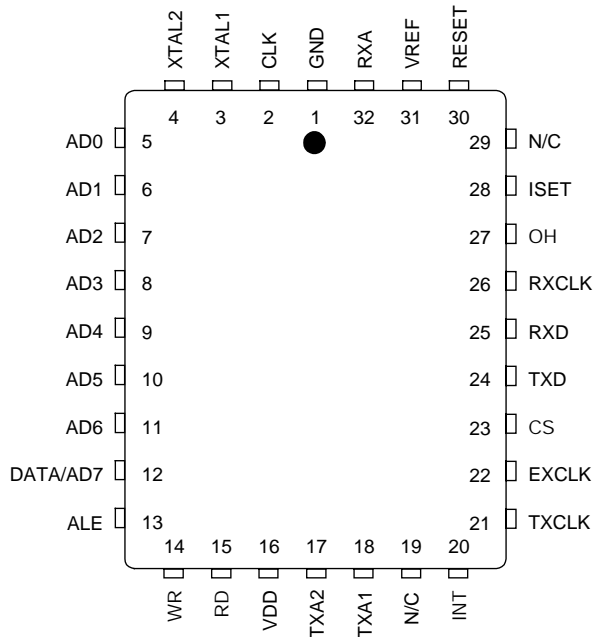 XTAL2 XTAL1 CLK GND RXA VREF RESET
4 3 2 1 32 31 30
AD0 5 29 N/C
AD1 6 28 ISET
AD2 7 27 OH
AD3 8 26 RXCLK
AD4 9 25 RXD
AD5 10 24 TXD
AD6 11 23 CS
DATA/AD7 12 22 EXCLK
ALE 13 21 TXCLK
14 15 16 17 18 19 20
WR RD VDD TXA2 TXA1 N/C INT